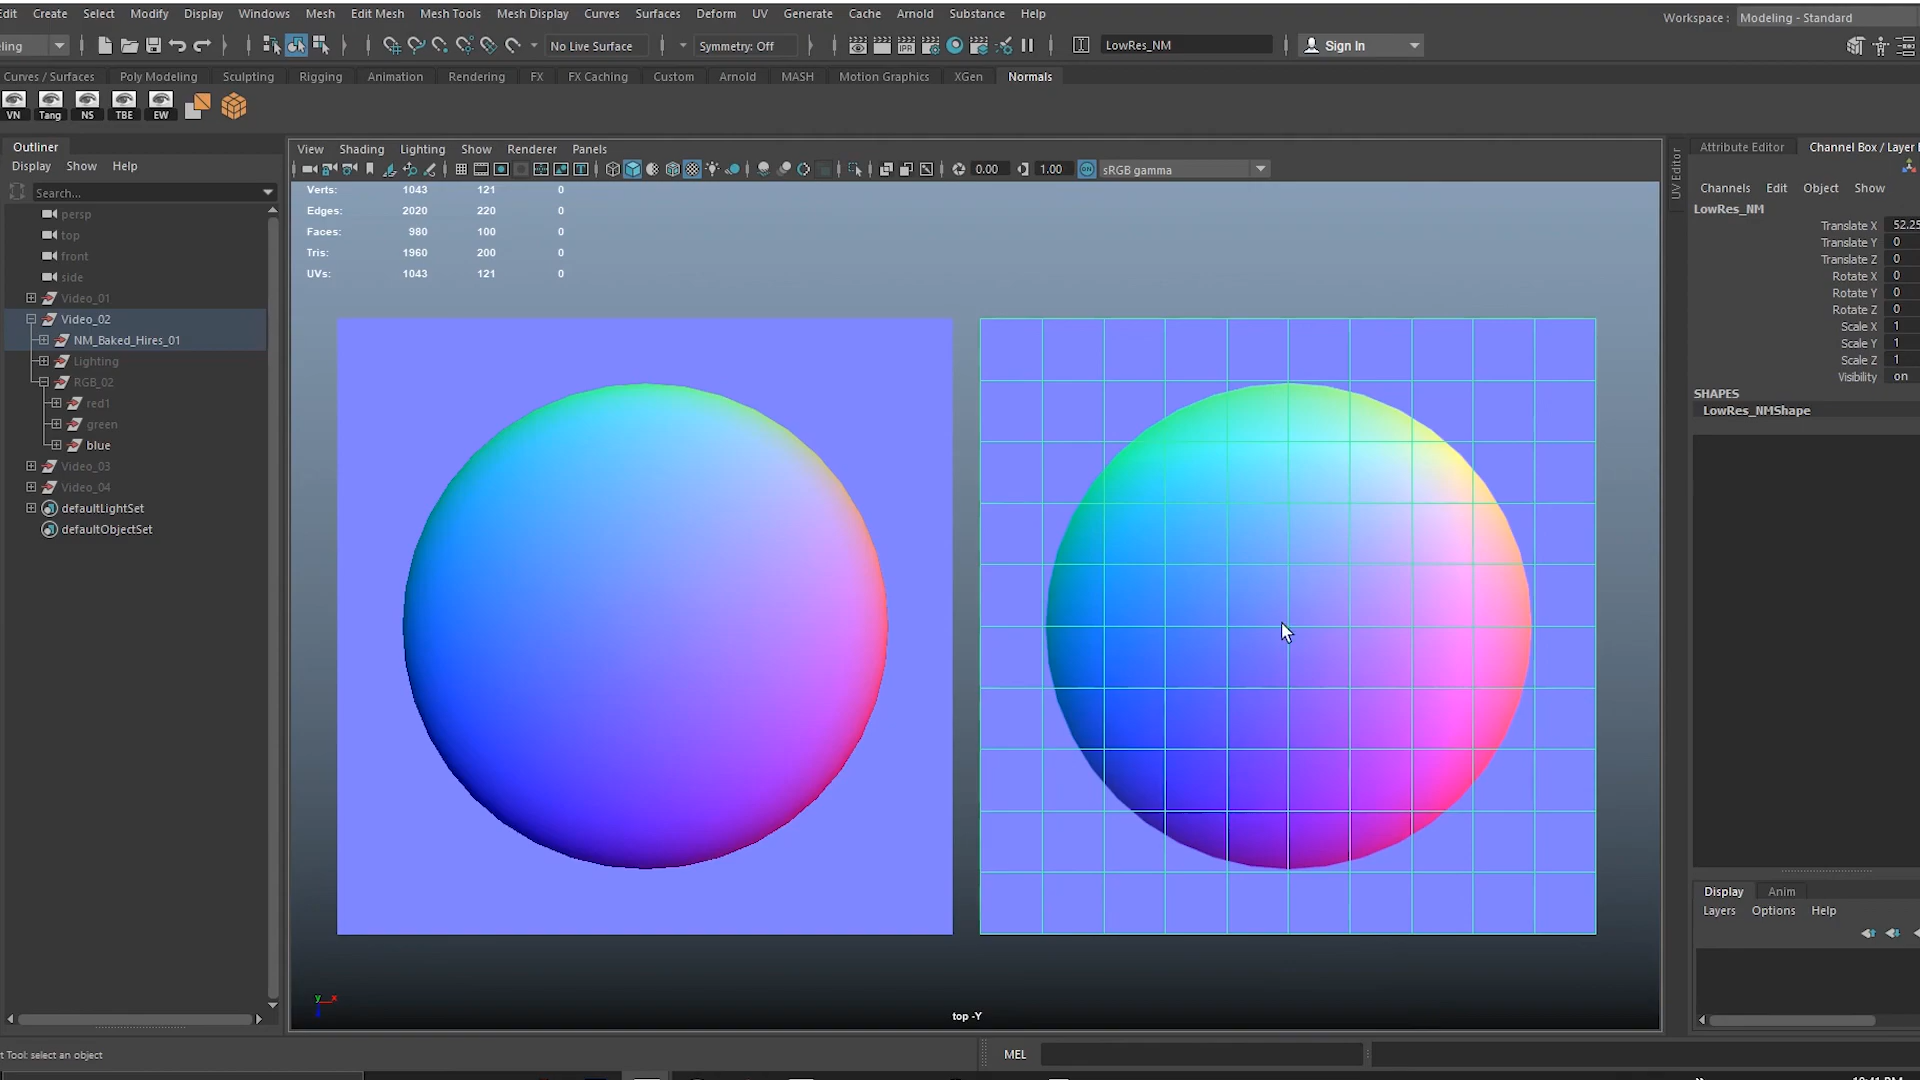 Edit Create Select Modify Display Windows Mesh Edit Mesh Mesh Tools Mesh Display Curves Surfaces Deform UV Generate Cache Arnold Substance Help
Workspace : Modeling - Standard
ling No Live Surface Symmetry: Off IPR LowRes_NM Sign In
Curves / Surfaces Poly Modeling Sculpting Rigging Animation Rendering FX FX Caching Custom Arnold MASH Motion Graphics XGen Normals
VN Tang NS TBE EW
Outliner
Display Show Help
Search...
persp
top
front
side
Video_01
Video_02
NM_Baked_Hires_01
Lighting
RGB_02
red1
green
blue
Video_03
Video_04
defaultLightSet
defaultObjectSet
View Shading Lighting Show Renderer Panels
0.00 1.00 ON sRGB gamma
Verts: 1043 121 0
Edges: 2020 220 0
Faces: 980 100 0
Tris: 1960 200 0
UVs: 1043 121 0
y x
top -Y
UV Editor
Attribute Editor Channel Box / Layer E
Channels Edit Object Show
LowRes_NM
Translate X 52.25
Translate Y 0
Translate Z 0
Rotate X 0
Rotate Y 0
Rotate Z 0
Scale X 1
Scale Y 1
Scale Z 1
Visibility on
SHAPES
LowRes_NMShape
Display Anim
Layers Options Help
t Tool: select an object
MEL